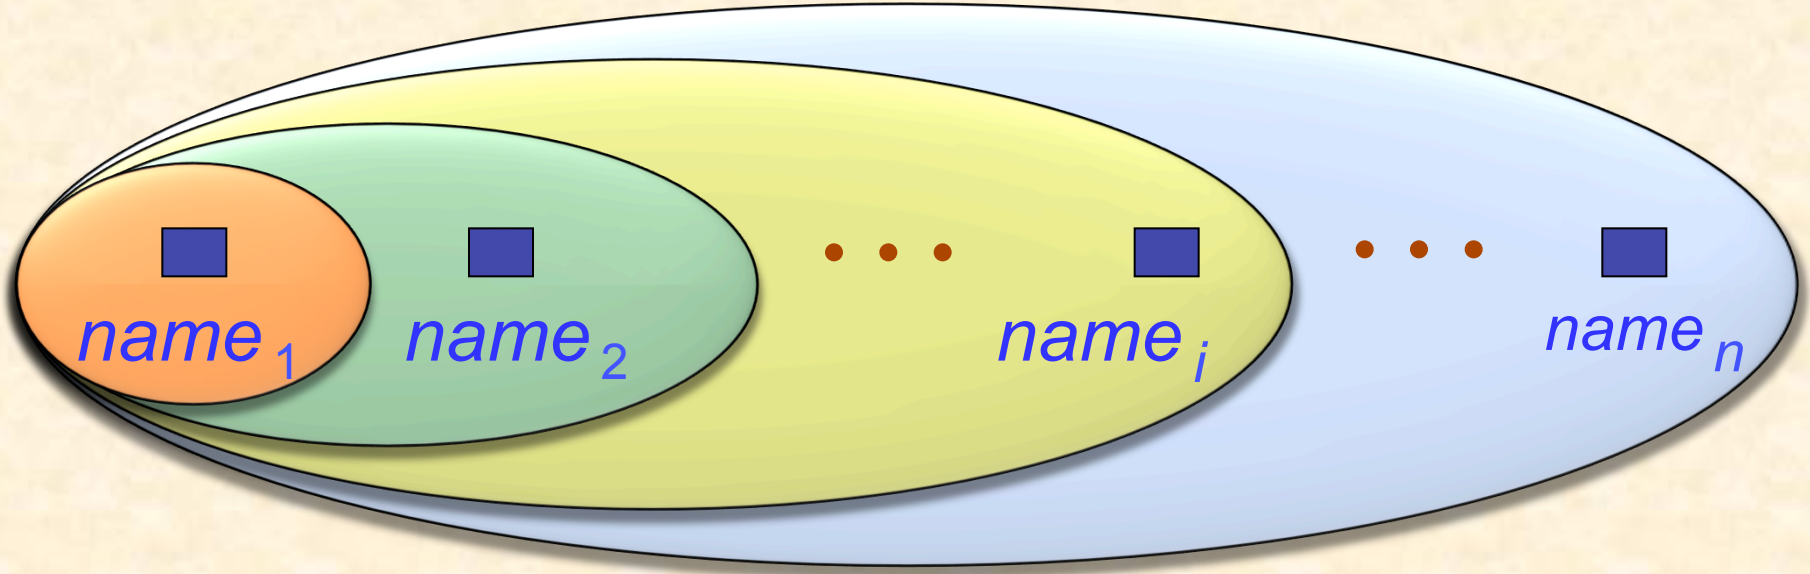 name 1 name 2 • • • name i • • • name n